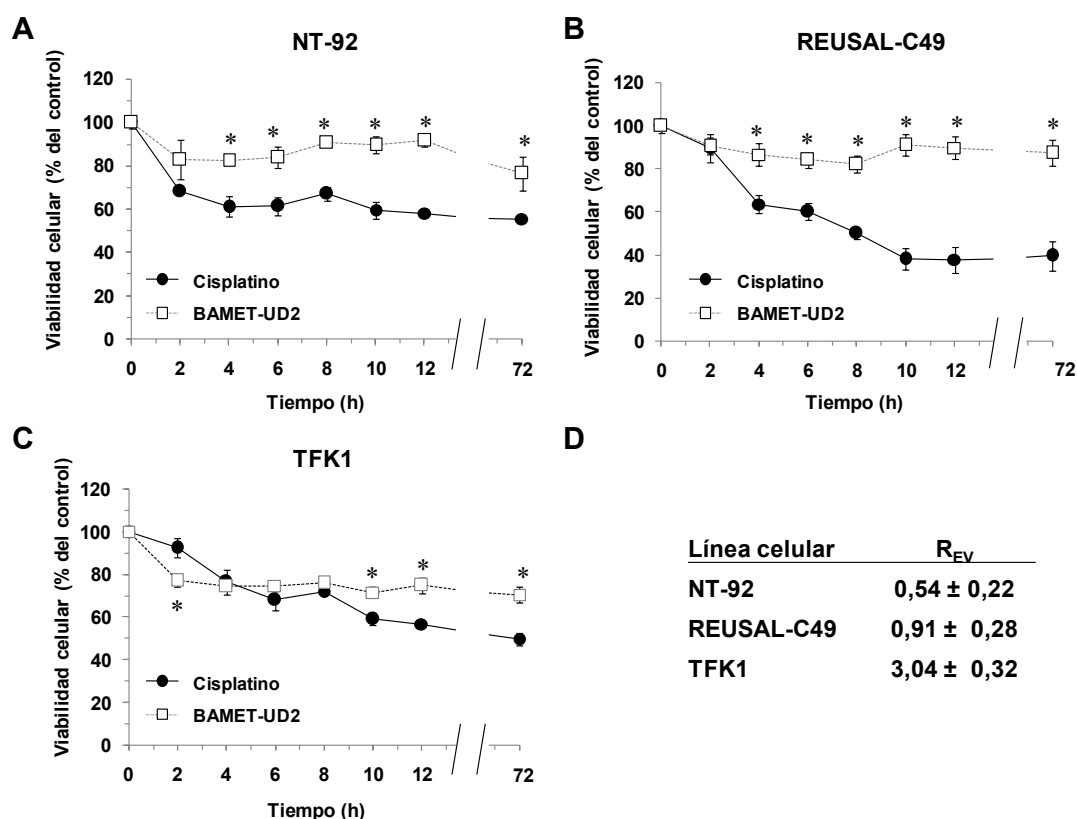 A
NT-92
Viabilidad celular (% del control)
120
100
80
60
40
20
0
* * * * * *
Cisplatino
BAMET-UD2
0 2 4 6 8 10 12 72
Tiempo (h)
B
REUSAL-C49
Viabilidad celular (% del control)
120
100
80
60
40
20
0
* * * * * *
Cisplatino
BAMET-UD2
0 2 4 6 8 10 12 72
Tiempo (h)
C
TFK1
Viabilidad celular (% del control)
120
100
80
60
40
20
0
* * * *
Cisplatino
BAMET-UD2
0 2 4 6 8 10 12 72
Tiempo (h)
D
Línea celular REV
NT-92 0,54 ± 0,22
REUSAL-C49 0,91 ± 0,28
TFK1 3,04 ± 0,32